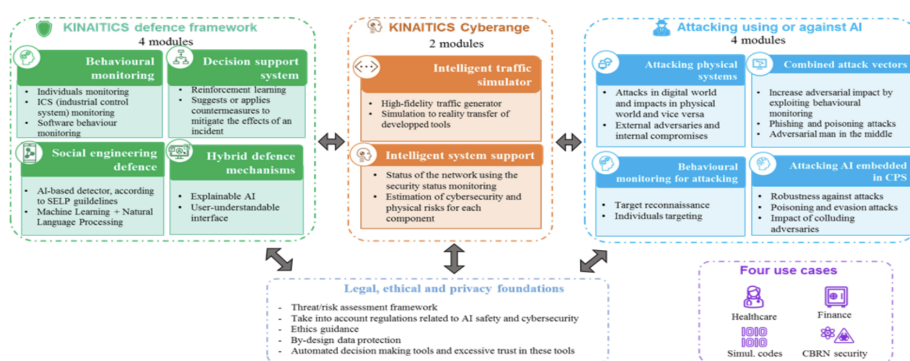 KINAITICS defence framework
4 modules
Behavioural
monitoring
Individuals monitoring
ICS (industrial control
system) monitoring
Software behaviour
monitoring
Decision support
system
Reinforcement learning
Suggests or applies
countermeasures to
mitigate the effects of an
incident
Social engineering
defence
AI-based detector, according
to SELP guildelines
Machine Learning + Natural
Language Processing
Hybrid defence
mechanisms
Explainable AI
User-understandable
interface
KINAITICS Cyberange
2 modules
Intelligent traffic
simulator
High-fidelity traffic generator
Simulation to reality transfer of
developped tools
Intelligent system support
Status of the network using the
security status monitoring
Estimation of cybersecurity and
physical risks for each
component
Attacking using or against AI
4 modules
Attacking physical
systems
Attacks in digital world
and impacts in physical
world and vice versa
External adversaries and
internal compromises
Combined attack vectors
Increase adversarial impact by
exploiting behavioural
monitoring
Phishing and poisoning attacks
Adversarial man in the middle
Behavioural
monitoring for attacking
Target reconnaissance
Individuals targeting
Attacking AI embedded
in CPS
Robustness against attacks
Poisoning and evasion attacks
Impact of colluding
adversaries
Legal, ethical and privacy foundations
- Threat/risk assessment framework
- Take into account regulations related to AI safety and cybersecurity
- Ethics guidance
- By-design data protection
- Automated decision making tools and excessive trust in these tools
Four use cases
Healthcare
Finance
Simul. codes
CBRN security